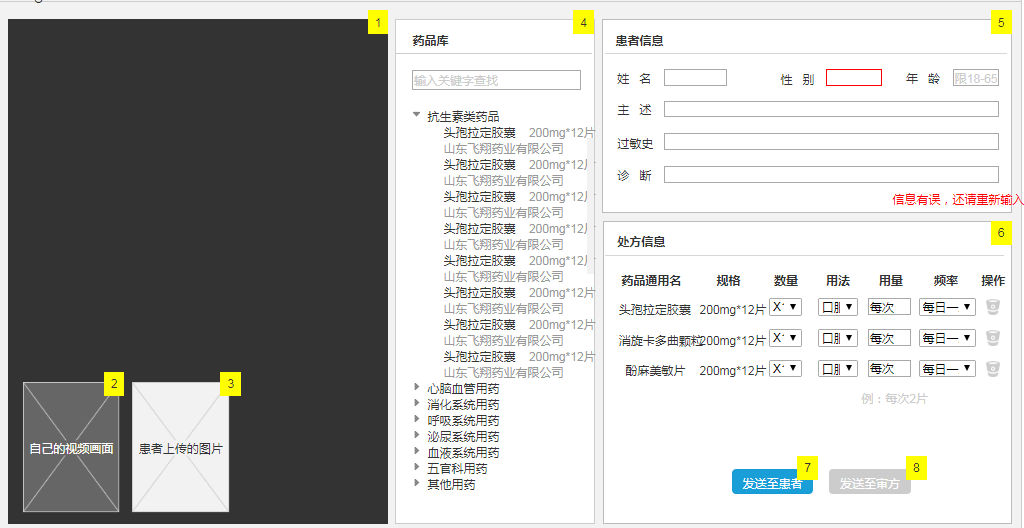 1
2
自己的视频画面
3
患者上传的图片
4
药品库
输入关键字查找
抗生素类药品
头孢拉定胶囊 200mg*12片
山东飞翔药业有限公司
头孢拉定胶囊 200mg*12片
山东飞翔药业有限公司
头孢拉定胶囊 200mg*12片
山东飞翔药业有限公司
头孢拉定胶囊 200mg*12片
山东飞翔药业有限公司
头孢拉定胶囊 200mg*12片
山东飞翔药业有限公司
头孢拉定胶囊 200mg*12片
山东飞翔药业有限公司
头孢拉定胶囊 200mg*12片
山东飞翔药业有限公司
头孢拉定胶囊 200mg*12片
山东飞翔药业有限公司
心脑血管用药
消化系统用药
呼吸系统用药
泌尿系统用药
血液系统用药
五官科用药
其他用药
5
患者信息
姓 名 性 别 年 龄 限18-65
主 述
过敏史
诊 断
信息有误，还请重新输入
6
处方信息
药品通用名 规格 数量 用法 用量 频率 操作
头孢拉定胶囊 200mg*12片 X 口服 每次 每日一
消旋卡多曲颗粒 200mg*12片 X 口服 每次 每日一
酚麻美敏片 200mg*12片 X 口服 每次 每日一
例：每次2片
7
发送至患者
8
发送至审方